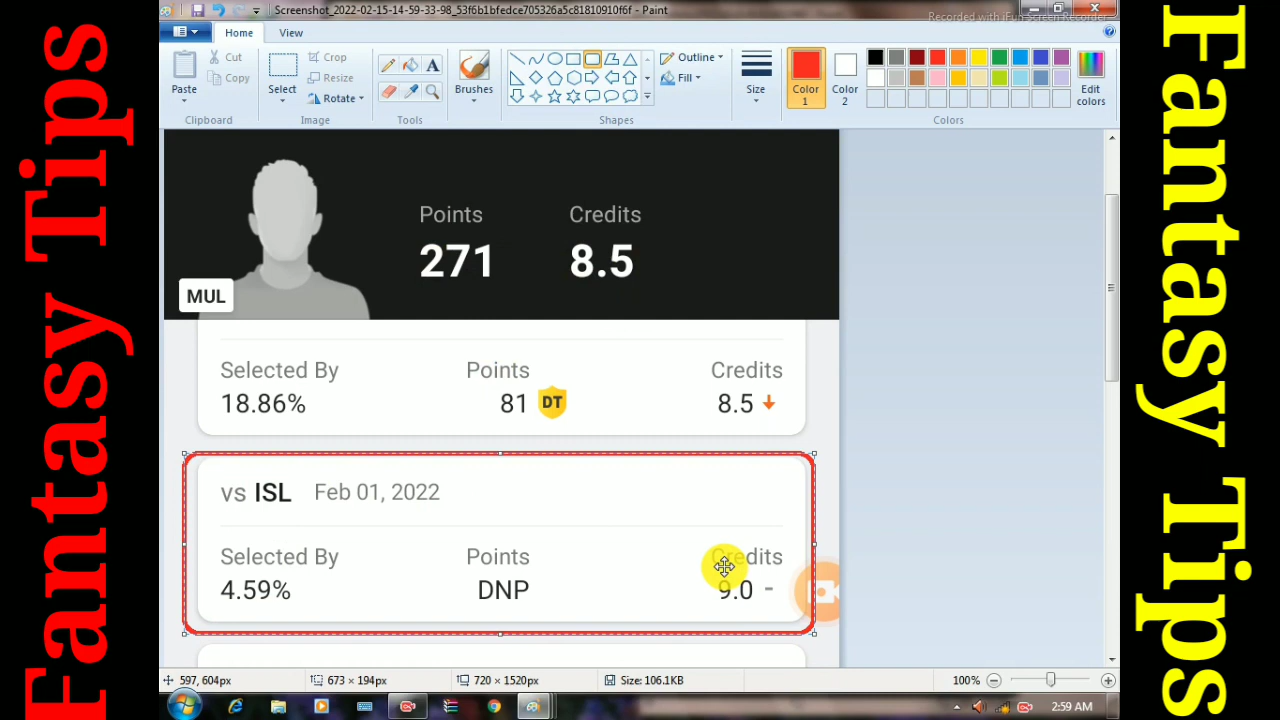 Fantasy Tips
Screenshot_2022-02-15-14-59-33-98_53f6b1bfedce705326a5c81810910f6f - Paint
Recorded with iFun Screen Recorder
Home View
Paste
Cut
Copy
Clipboard
Select
Crop
Resize
Rotate
Image
A
Tools
Brushes
Shapes
Outline
Fill
Size
Color 1
Color 2
Edit colors
Colors
Points Credits
271 8.5
MUL
Selected By Points Credits
18.86% 81 DT 8.5
vs ISL Feb 01, 2022
Selected By Points Credits
4.59% DNP 9.0 -
597, 604px 673 × 194px 720 × 1520px Size: 106.1KB 100%
2:59 AM
Fantasy Tips